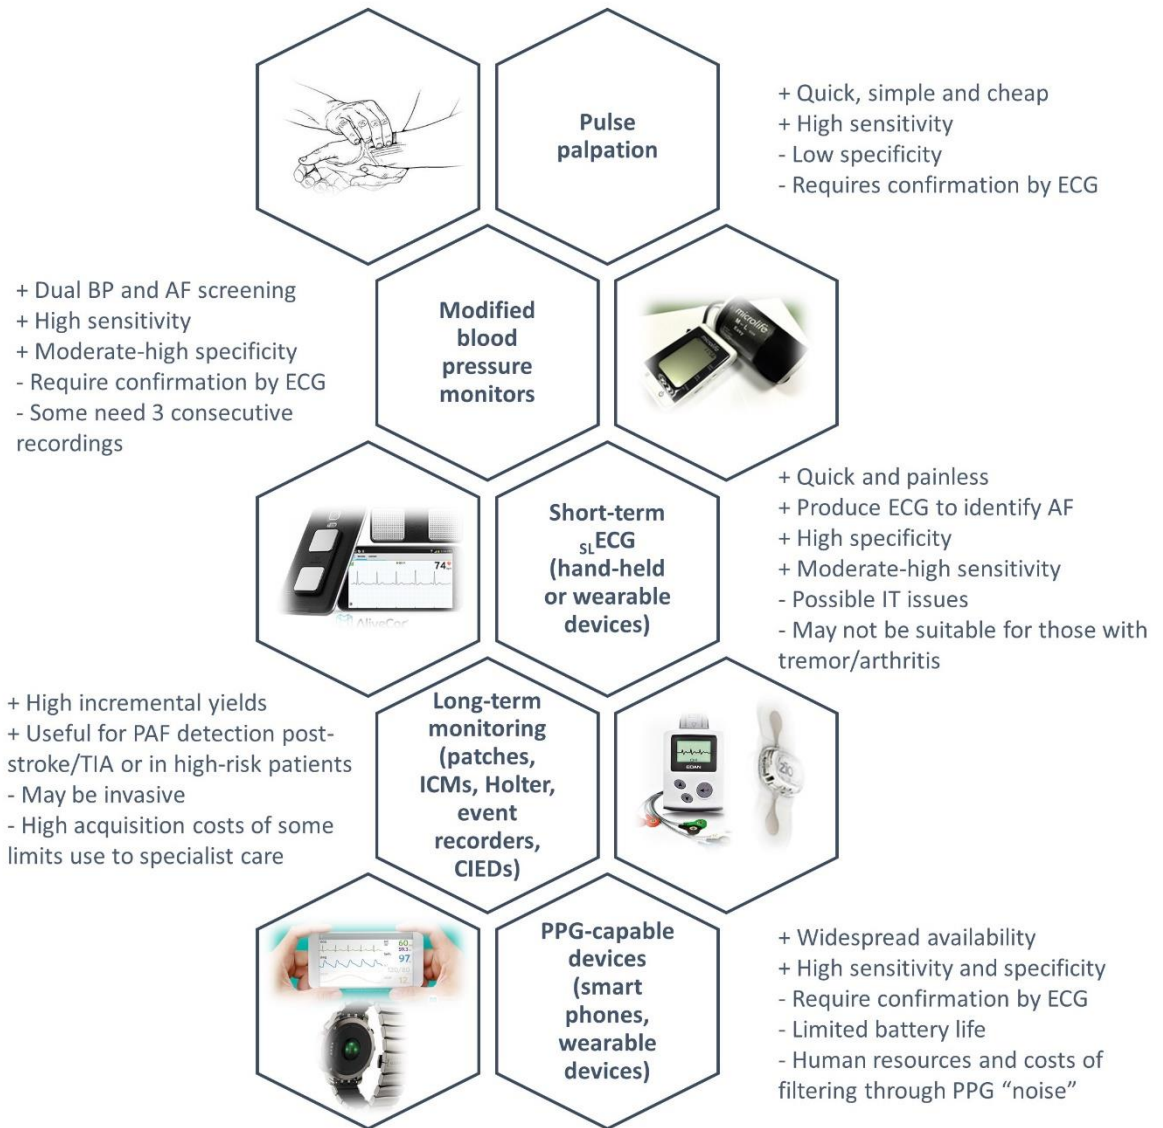 Pulse
palpation
+ Quick, simple and cheap
+ High sensitivity
- Low specificity
- Requires confirmation by ECG
+ Dual BP and AF screening
+ High sensitivity
+ Moderate-high specificity
- Require confirmation by ECG
- Some need 3 consecutive
recordings
Modified
blood
pressure
monitors
microlife
M - L
microlife
74
AliveCor
Short-term
SLECG
(hand-held
or wearable
devices)
+ Quick and painless
+ Produce ECG to identify AF
+ High specificity
+ Moderate-high sensitivity
- Possible IT issues
- May not be suitable for those with
tremor/arthritis
+ High incremental yields
+ Useful for PAF detection post-
stroke/TIA or in high-risk patients
- May be invasive
- High acquisition costs of some
limits use to specialist care
Long-term
monitoring
(patches,
ICMs, Holter,
event
recorders,
CIEDs)
EDAN
60
97
12
PPG-capable
devices
(smart
phones,
wearable
devices)
+ Widespread availability
+ High sensitivity and specificity
- Require confirmation by ECG
- Limited battery life
- Human resources and costs of
filtering through PPG “noise”